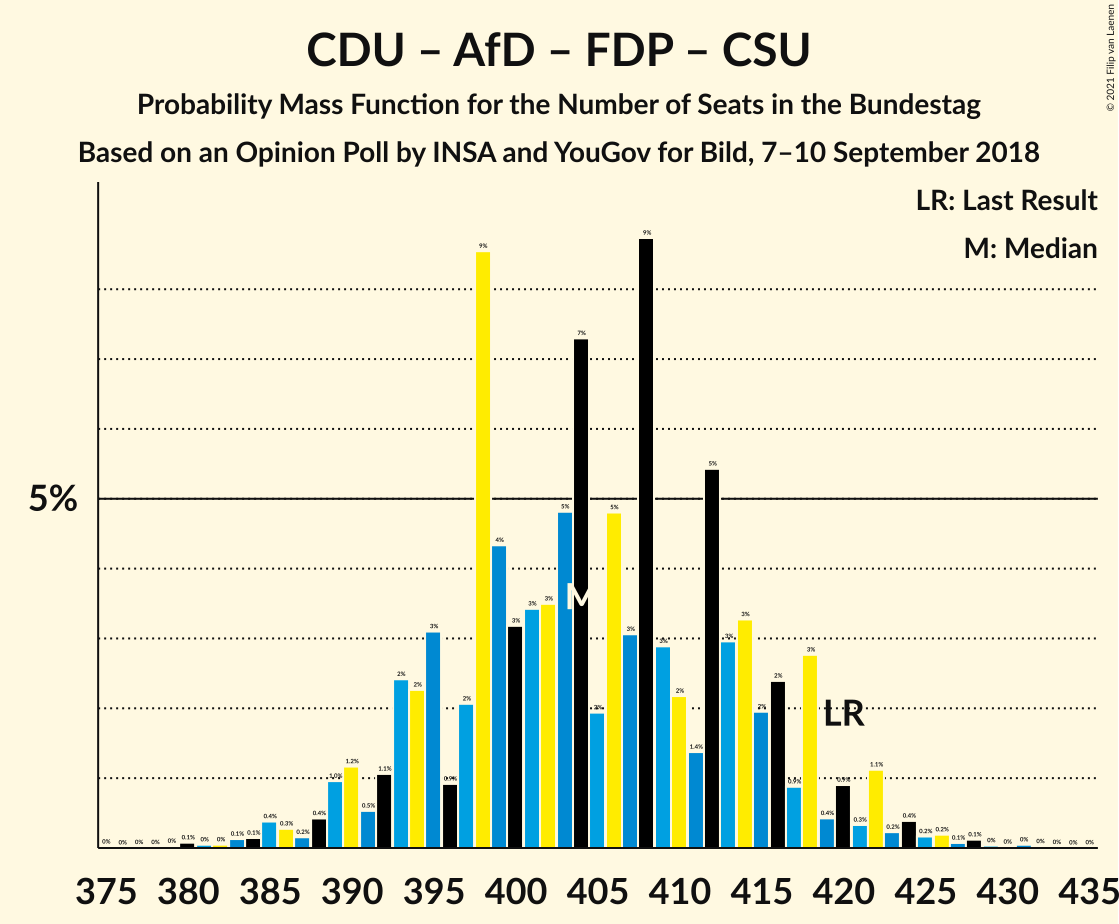 CDU – AfD – FDP – CSU
Probability Mass Function for the Number of Seats in the Bundestag
Based on an Opinion Poll by INSA and YouGov for Bild, 7–10 September 2018
© 2021 Filip van Laenen
LR: Last Result
M: Median
5%
0% 0% 0% 0% 0% 0.1% 0% 0% 0.1% 0.1% 0.4% 0.3% 0.2% 0.4% 1.0% 1.2% 0.5% 1.1% 2% 2% 3% 0.9% 2% 9% 4% 3% 3% 3% 5% 7% 2% 5% 3% 9% 3% 2% 1.4% 5% 3% 3% 2% 2% 0.9% 3% 0.4% 0.9% 0.3% 1.1% 0.2% 0.4% 0.2% 0.2% 0.1% 0.1% 0% 0% 0% 0% 0% 0% 0%
M
LR
375 380 385 390 395 400 405 410 415 420 425 430 435